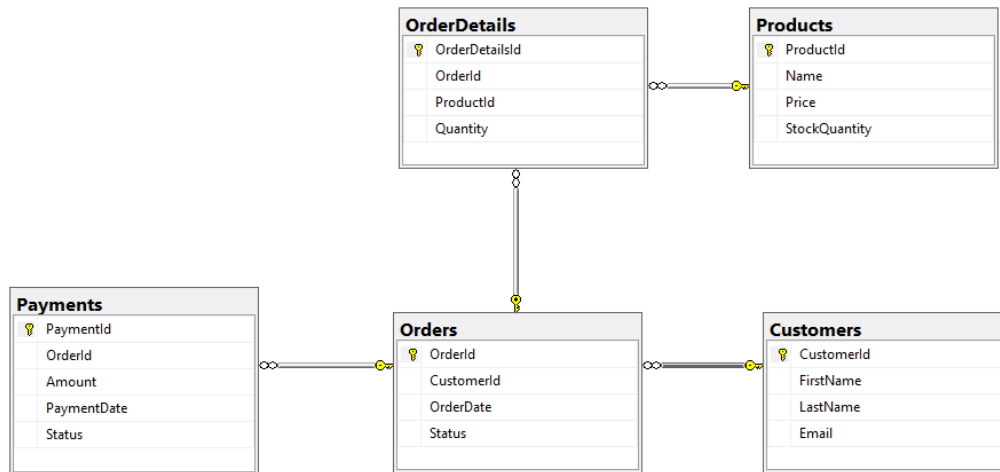 OrderDetails
OrderDetailsId
OrderId
ProductId
Quantity
Products
ProductId
Name
Price
StockQuantity
Payments
PaymentId
OrderId
Amount
PaymentDate
Status
Orders
OrderId
CustomerId
OrderDate
Status
Customers
CustomerId
FirstName
LastName
Email